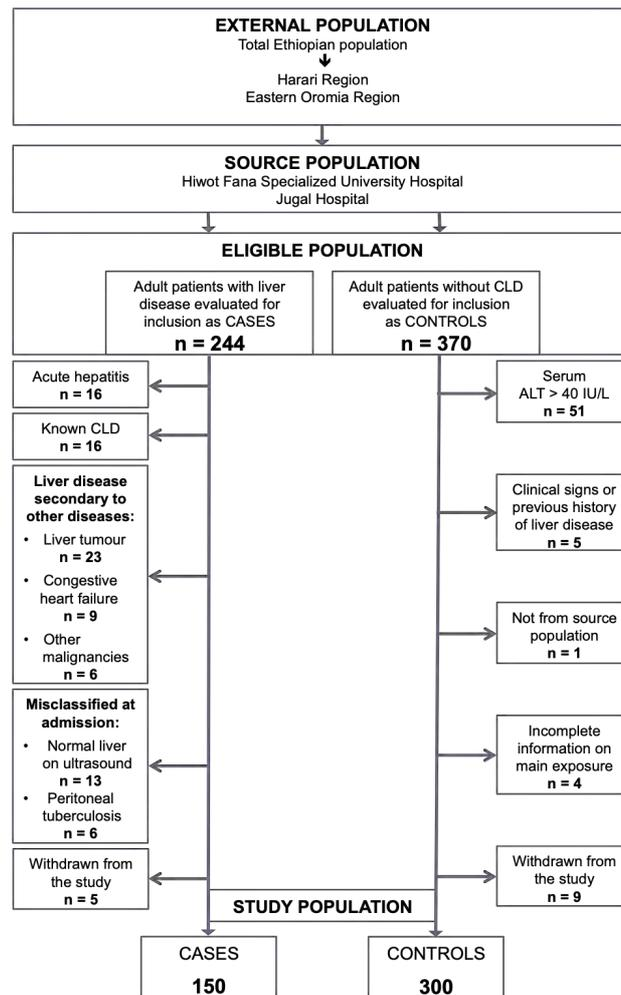 EXTERNAL POPULATION
Total Ethiopian population
Harari Region
Eastern Oromia Region
SOURCE POPULATION
Hiwot Fana Specialized University Hospital
Jugal Hospital
ELIGIBLE POPULATION
Adult patients with liver
disease evaluated for
inclusion as CASES
n = 244
Adult patients without CLD
evaluated for inclusion
as CONTROLS
n = 370
Acute hepatitis
n = 16
Known CLD
n = 16
Liver disease
secondary to
other diseases:
• Liver tumour
n = 23
• Congestive
heart failure
n = 9
• Other
malignancies
n = 6
Misclassified at
admission:
• Normal liver
on ultrasound
n = 13
• Peritoneal
tuberculosis
n = 6
Withdrawn from
the study
n = 5
Serum
ALT > 40 IU/L
n = 51
Clinical signs or
previous history
of liver disease
n = 5
Not from source
population
n = 1
Incomplete
information on
main exposure
n = 4
Withdrawn from
the study
n = 9
STUDY POPULATION
CASES
150
CONTROLS
300